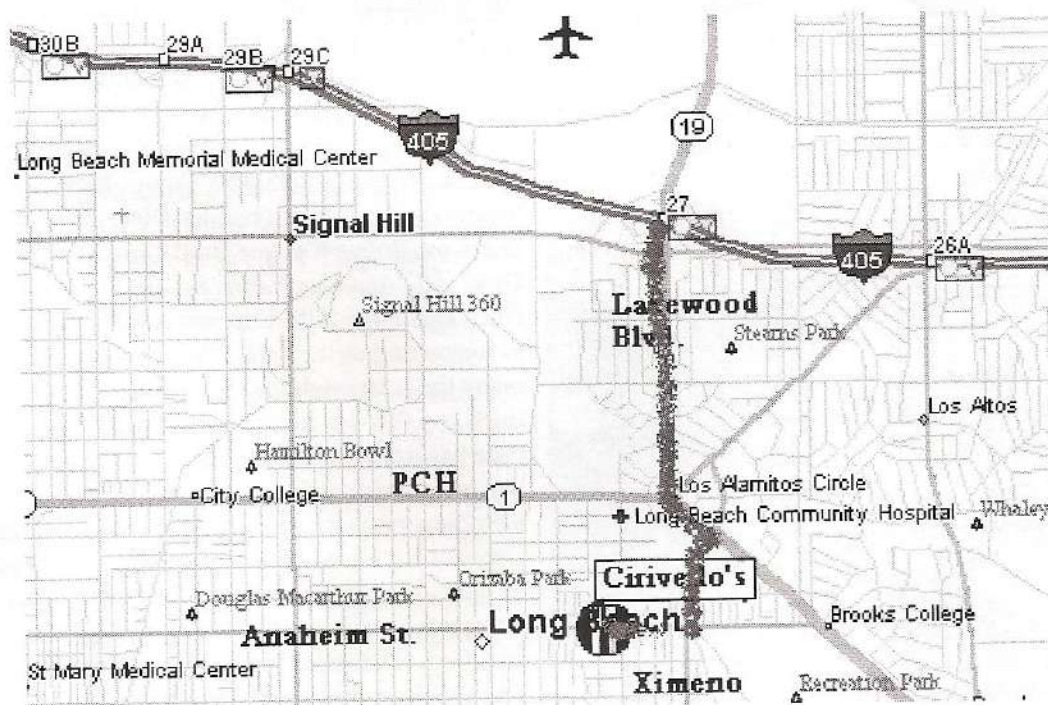 30B
29A
29B
29C
19
405
Long Beach Memorial Medical Center
27
Signal Hill
26A
405
Signal Hill 360
Lakewood
Blvd.
Stearns Park
Los Altos
Hamilton Bowl
PCH
City College
1
Los Alamitos Circle
Long Beach Community Hospital
Whaley
Cirivello's
Orizaba Park
Douglas Macarthur Park
Long Beach
Brooks College
Anaheim St.
St Mary Medical Center
Ximeno
Recreation Park